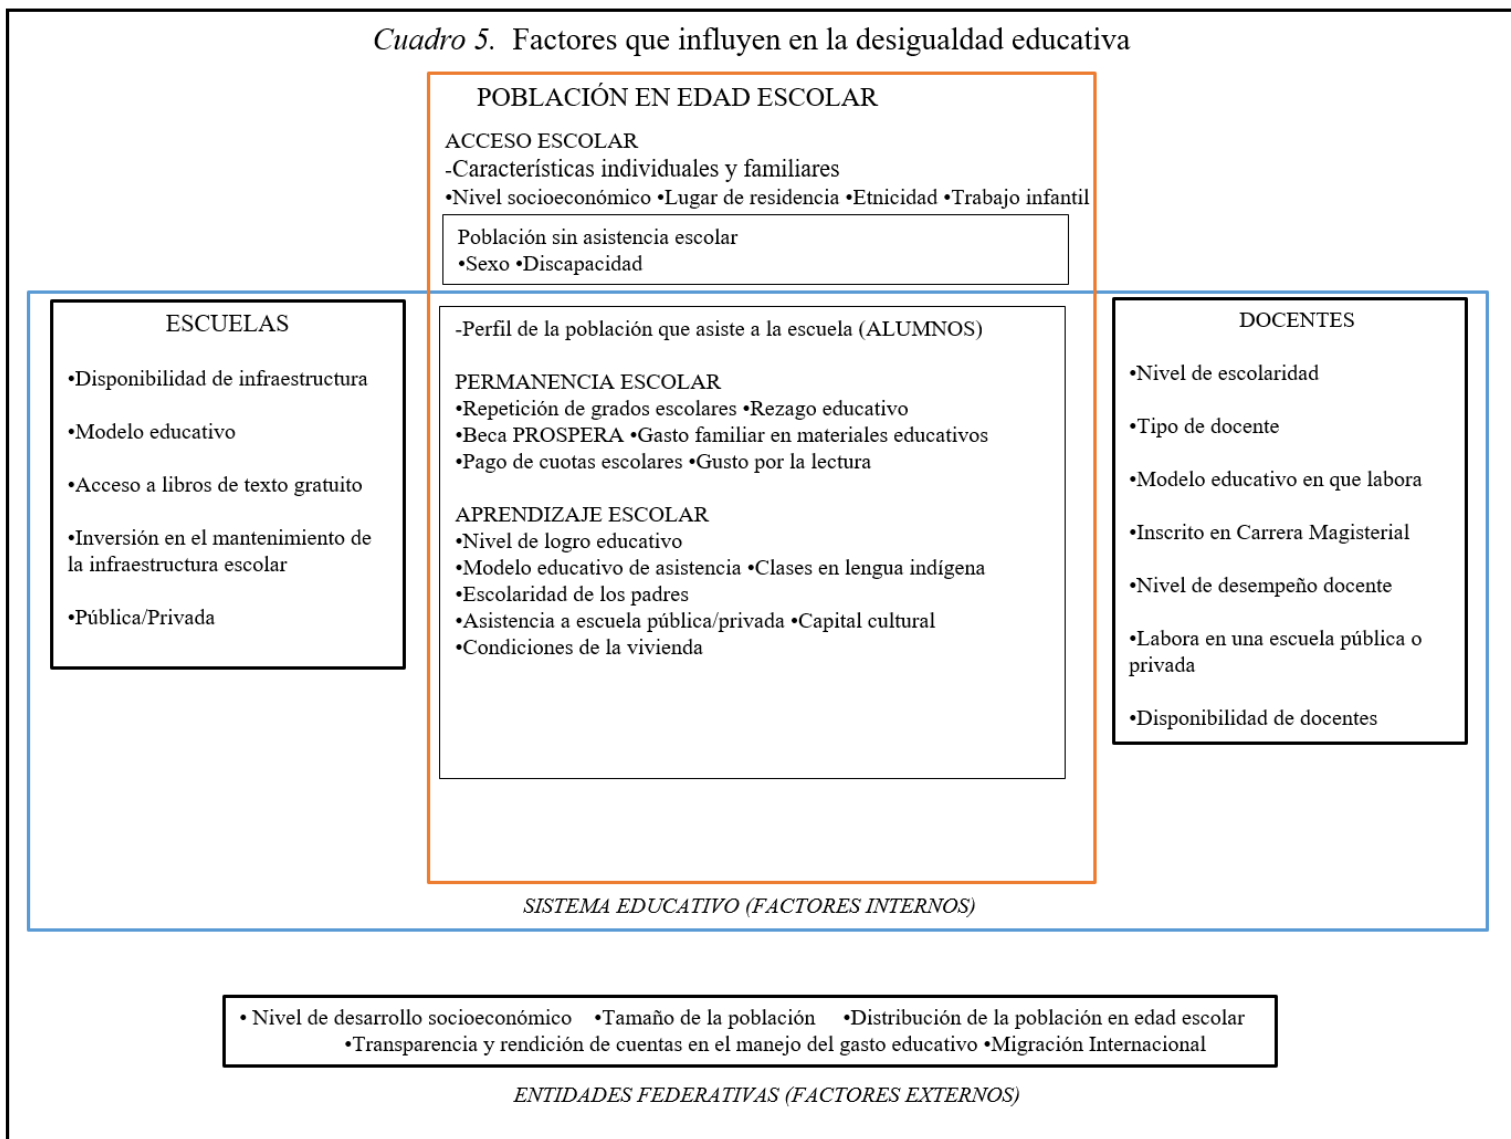 Cuadro 5. Factores que influyen en la desigualdad educativa
POBLACIÓN EN EDAD ESCOLAR
ACCESO ESCOLAR
-Características individuales y familiares
•Nivel socioeconómico •Lugar de residencia •Etnicidad •Trabajo infantil
Población sin asistencia escolar
•Sexo •Discapacidad
ESCUELAS
•Disponibilidad de infraestructura
•Modelo educativo
•Acceso a libros de texto gratuito
•Inversión en el mantenimiento de
la infraestructura escolar
•Pública/Privada
-Perfil de la población que asiste a la escuela (ALUMNOS)
PERMANENCIA ESCOLAR
•Repetición de grados escolares •Rezago educativo
•Beca PROSPERA •Gasto familiar en materiales educativos
•Pago de cuotas escolares •Gusto por la lectura
APRENDIZAJE ESCOLAR
•Nivel de logro educativo
•Modelo educativo de asistencia •Clases en lengua indígena
•Escolaridad de los padres
•Asistencia a escuela pública/privada •Capital cultural
•Condiciones de la vivienda
DOCENTES
•Nivel de escolaridad
•Tipo de docente
•Modelo educativo en que labora
•Inscrito en Carrera Magisterial
•Nivel de desempeño docente
•Labora en una escuela pública o
privada
•Disponibilidad de docentes
SISTEMA EDUCATIVO (FACTORES INTERNOS)
• Nivel de desarrollo socioeconómico •Tamaño de la población •Distribución de la población en edad escolar
•Transparencia y rendición de cuentas en el manejo del gasto educativo •Migración Internacional
ENTIDADES FEDERATIVAS (FACTORES EXTERNOS)